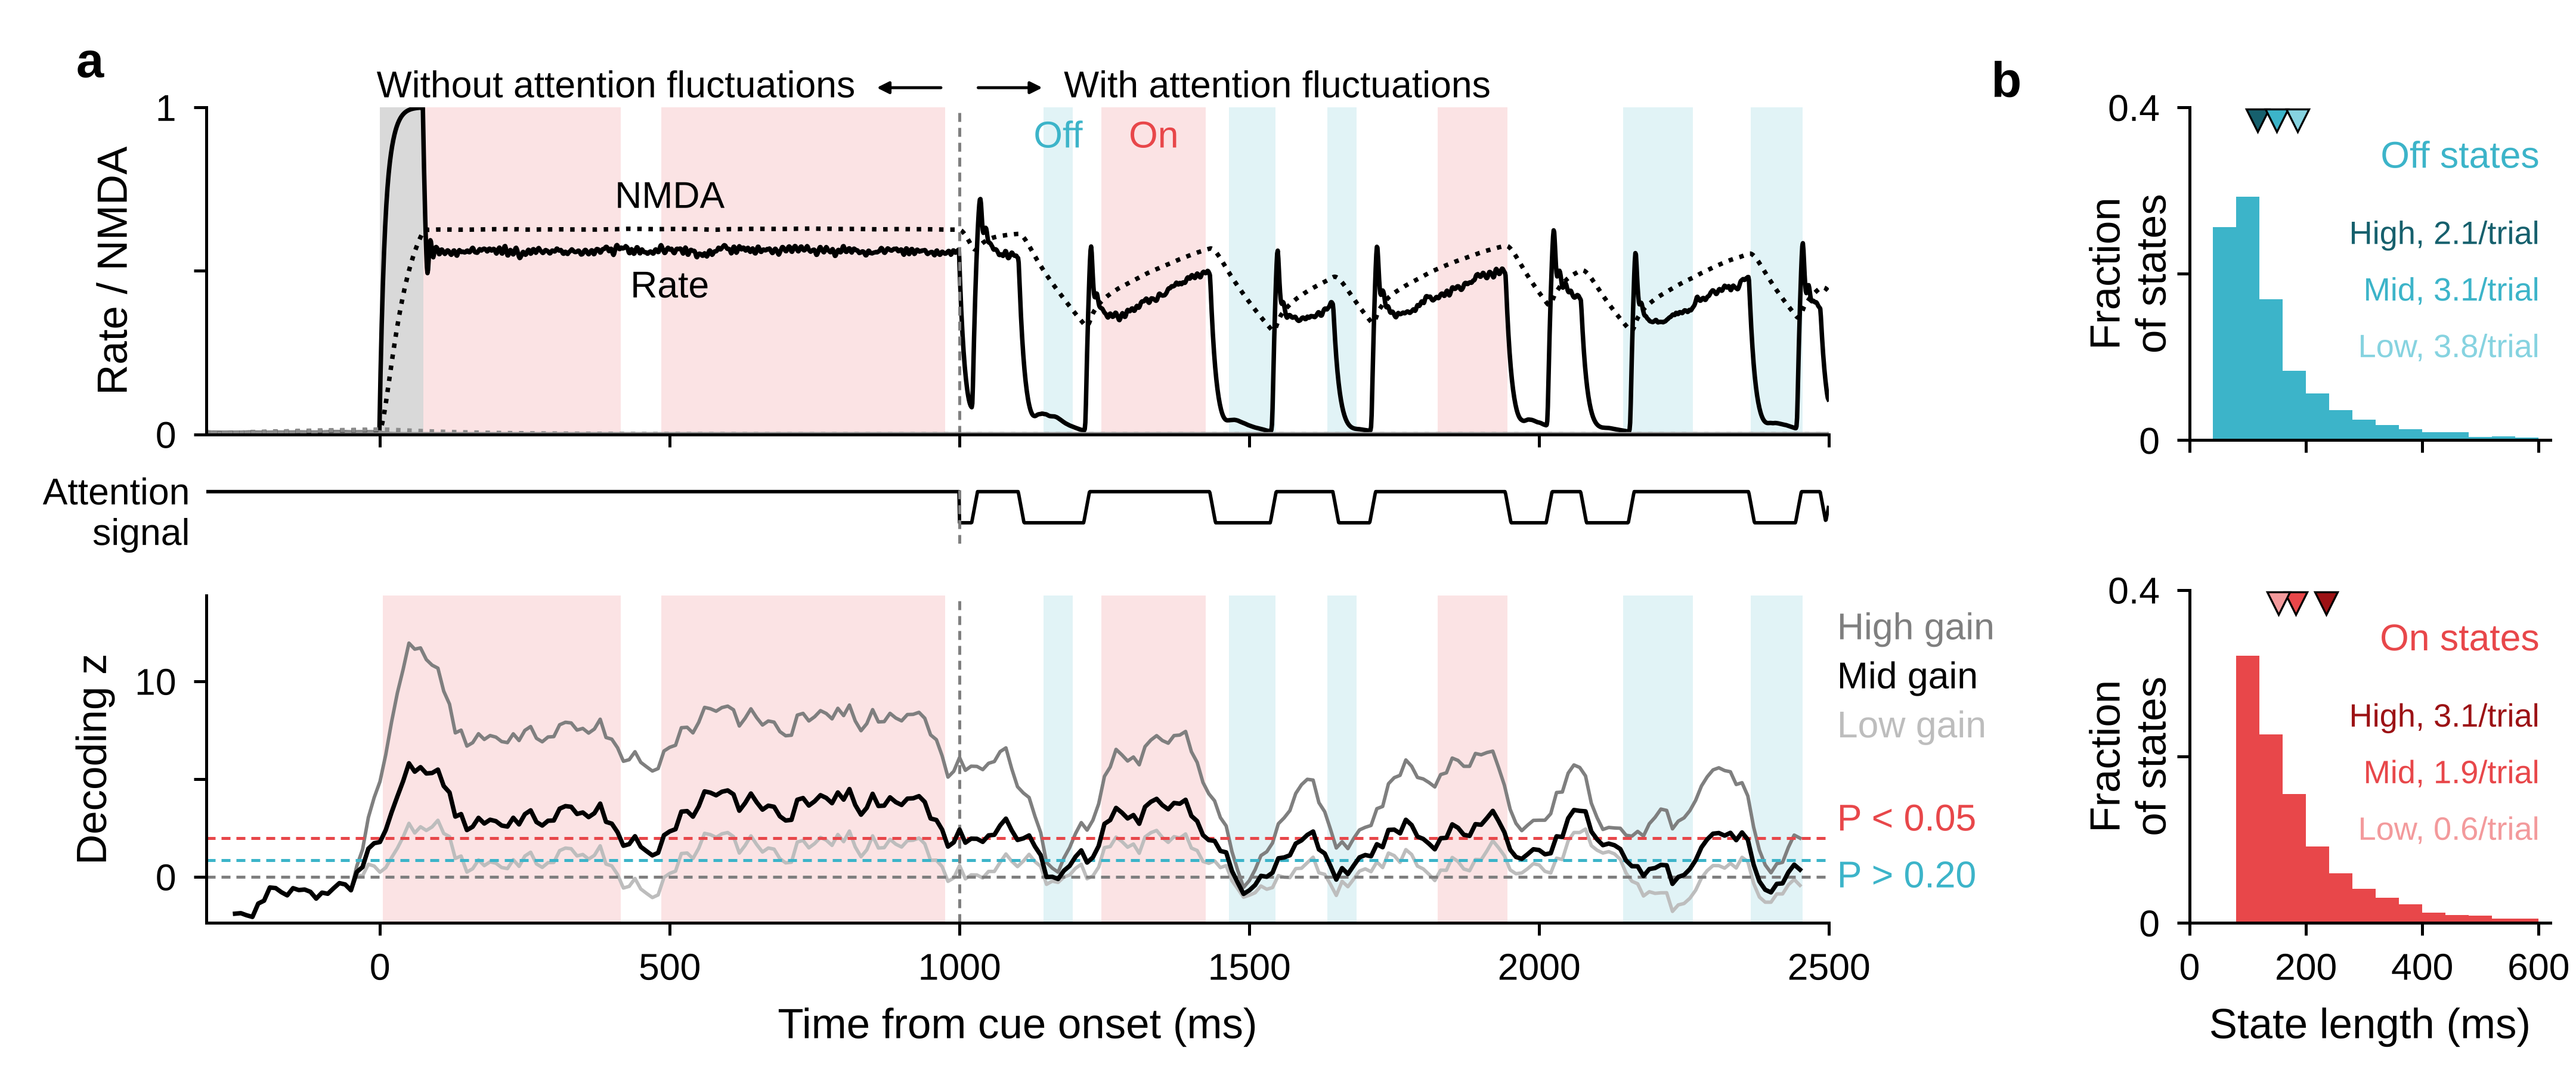 a
Without attention fluctuations
With attention fluctuations
1
0
Rate / NMDA
Off
On
NMDA
Rate
Attention
signal
10
0
Decoding z
High gain
Mid gain
Low gain
P < 0.05
P > 0.20
0
500
1000
1500
2000
2500
Time from cue onset (ms)
b
0.4
0
Fraction
of states
Off states
High, 2.1/trial
Mid, 3.1/trial
Low, 3.8/trial
0.4
0
Fraction
of states
On states
High, 3.1/trial
Mid, 1.9/trial
Low, 0.6/trial
0
200
400
600
State length (ms)